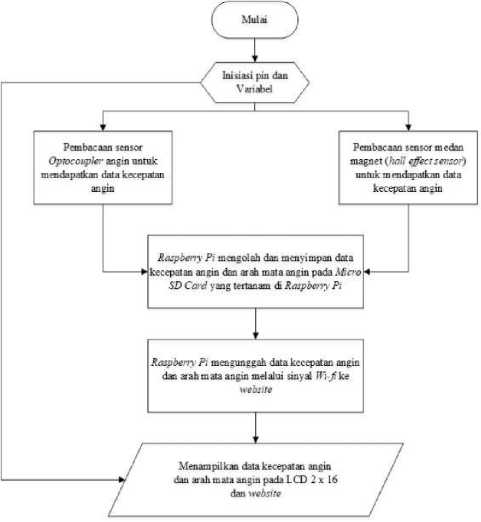 Mulai
Inisiasi pin dan
Variabel
Pembacaan sensor
Optocoupler angin untuk
mendapatkan data kecepatan
angin
Pembacaan sensor medan
magnet (hall effect sensor)
untuk mendapatkan data
kecepatan angin
Raspberry Pi mengolah dan menyimpan data
kecepatan angin dan arah mata angin pada Micro
SD Card yang tertanam di Raspberry Pi
Raspberry Pi mengunggah data kecepatan angin
dan arah mata angin melalui sinyal Wi-fi ke
website
Menampilkan data kecepatan angin
dan arah mata angin pada LCD 2 x 16
dan website